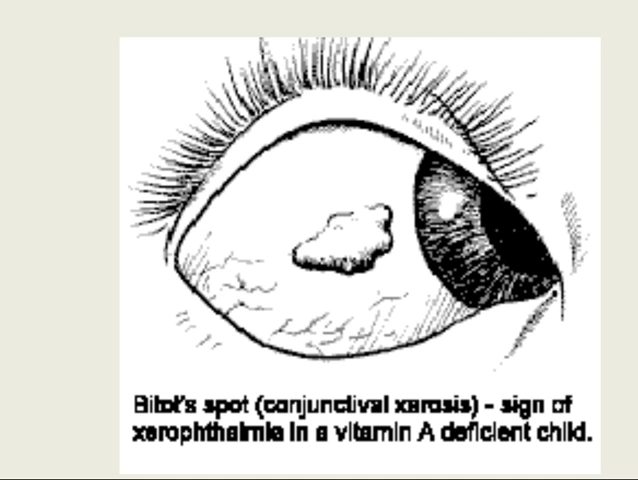 Bitot's spot (conjunctival xerosis) - sign of
xerophthalmia in a vitamin A deficient child.